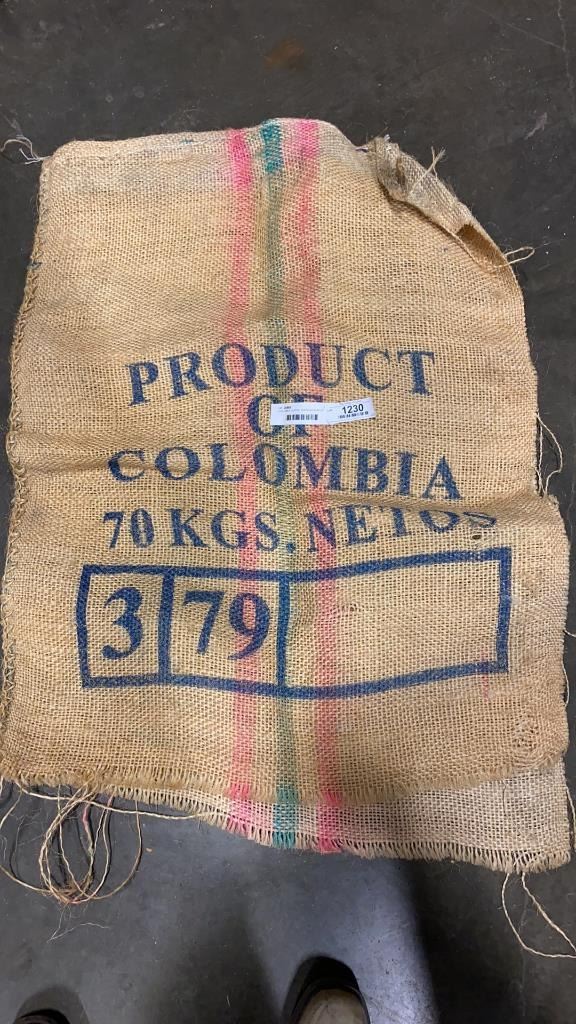 PRODUCT
1230
OF
COLOMBIA
70 KGS. NETOS
3 79